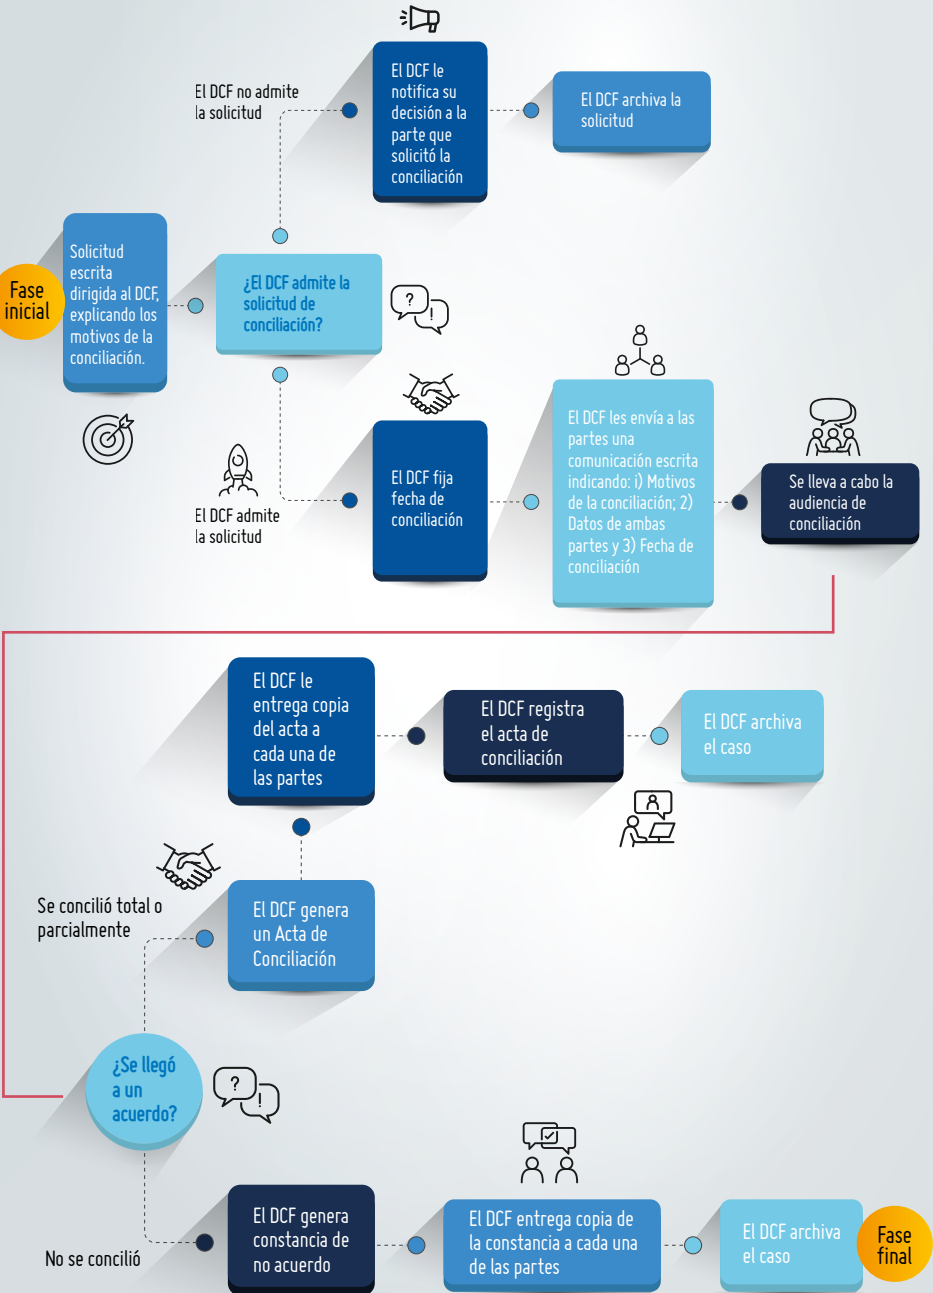 El DCF no admite
la solicitud
El DCF le
notifica su
decisión a la
parte que
solicitó la
conciliación
El DCF archiva la
solicitud
Fase
inicial
Solicitud
escrita
dirigida al DCF,
explicando los
motivos de la
conciliación.
¿El DCF admite la
solicitud de
conciliación?
?
!
El DCF admite
la solicitud
El DCF fija
fecha de
conciliación
El DCF les envía a las
partes una
comunicación escrita
indicando: i) Motivos
de la conciliación; 2)
Datos de ambas
partes y 3) Fecha de
conciliación
Se lleva a cabo la
audiencia de
conciliación
El DCF le
entrega copia
del acta a
cada una de
las partes
El DCF registra
el acta de
conciliación
El DCF archiva
el caso
Se concilió total o
parcialmente
El DCF genera
un Acta de
Conciliación
¿Se llegó
a un
acuerdo?
?
!
No se concilió
El DCF genera
constancia de
no acuerdo
El DCF entrega copia de
la constancia a cada una
de las partes
El DCF archiva
el caso
Fase
final